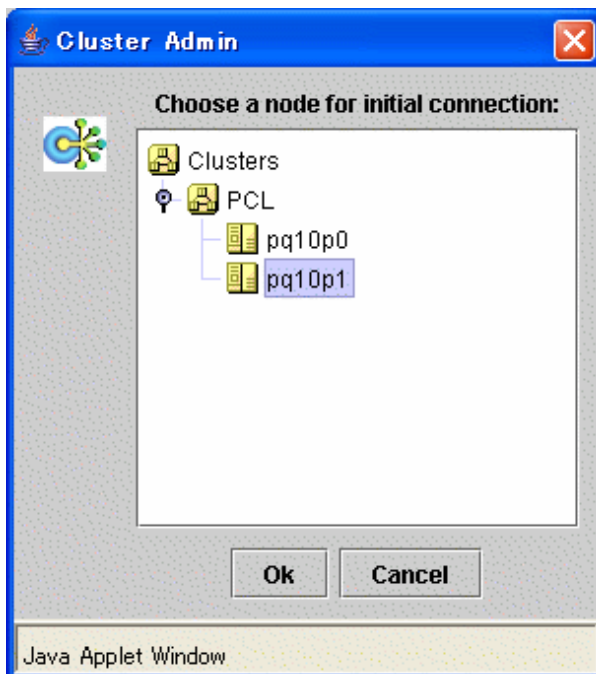 Cluster Admin
Choose a node for initial connection:
Clusters
PCL
pq10p0
pq10p1
Ok
Cancel
Java Applet Window